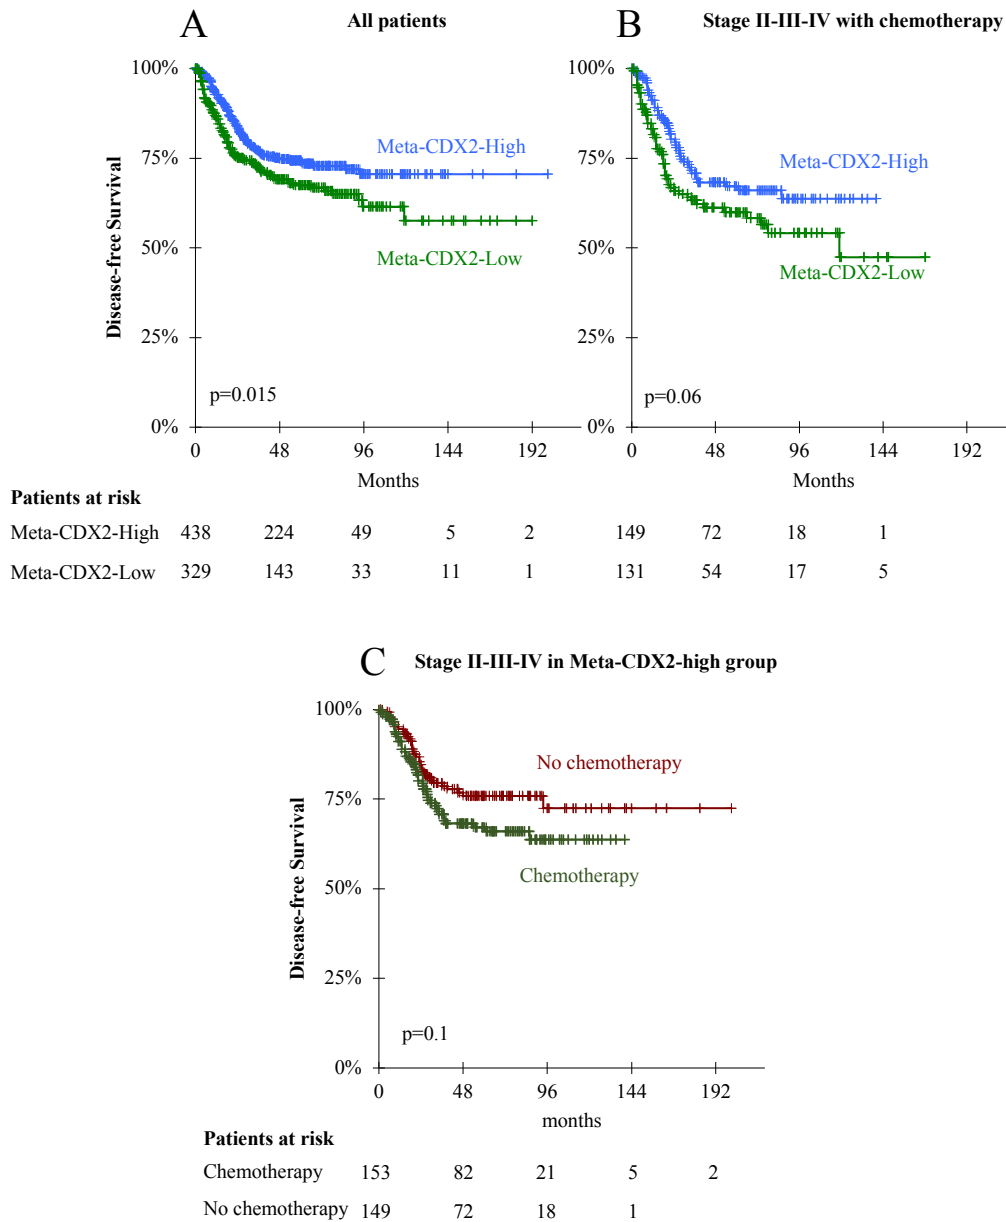 A
All patients
B
Stage II-III-IV with chemotherapy
100%
75%
50%
25%
0%
Disease-free Survival
Meta-CDX2-High
Meta-CDX2-Low
p=0.015
0 48 96 144 192
Months
100%
75%
50%
25%
0%
Meta-CDX2-High
Meta-CDX2-Low
p=0.06
0 48 96 144 192
Months
Patients at risk
Meta-CDX2-High 438 224 49 5 2 149 72 18 1
Meta-CDX2-Low 329 143 33 11 1 131 54 17 5
C
Stage II-III-IV in Meta-CDX2-high group
100%
75%
50%
25%
0%
Disease-free Survival
No chemotherapy
Chemotherapy
p=0.1
0 48 96 144 192
months
Patients at risk
Chemotherapy 153 82 21 5 2
No chemotherapy 149 72 18 1